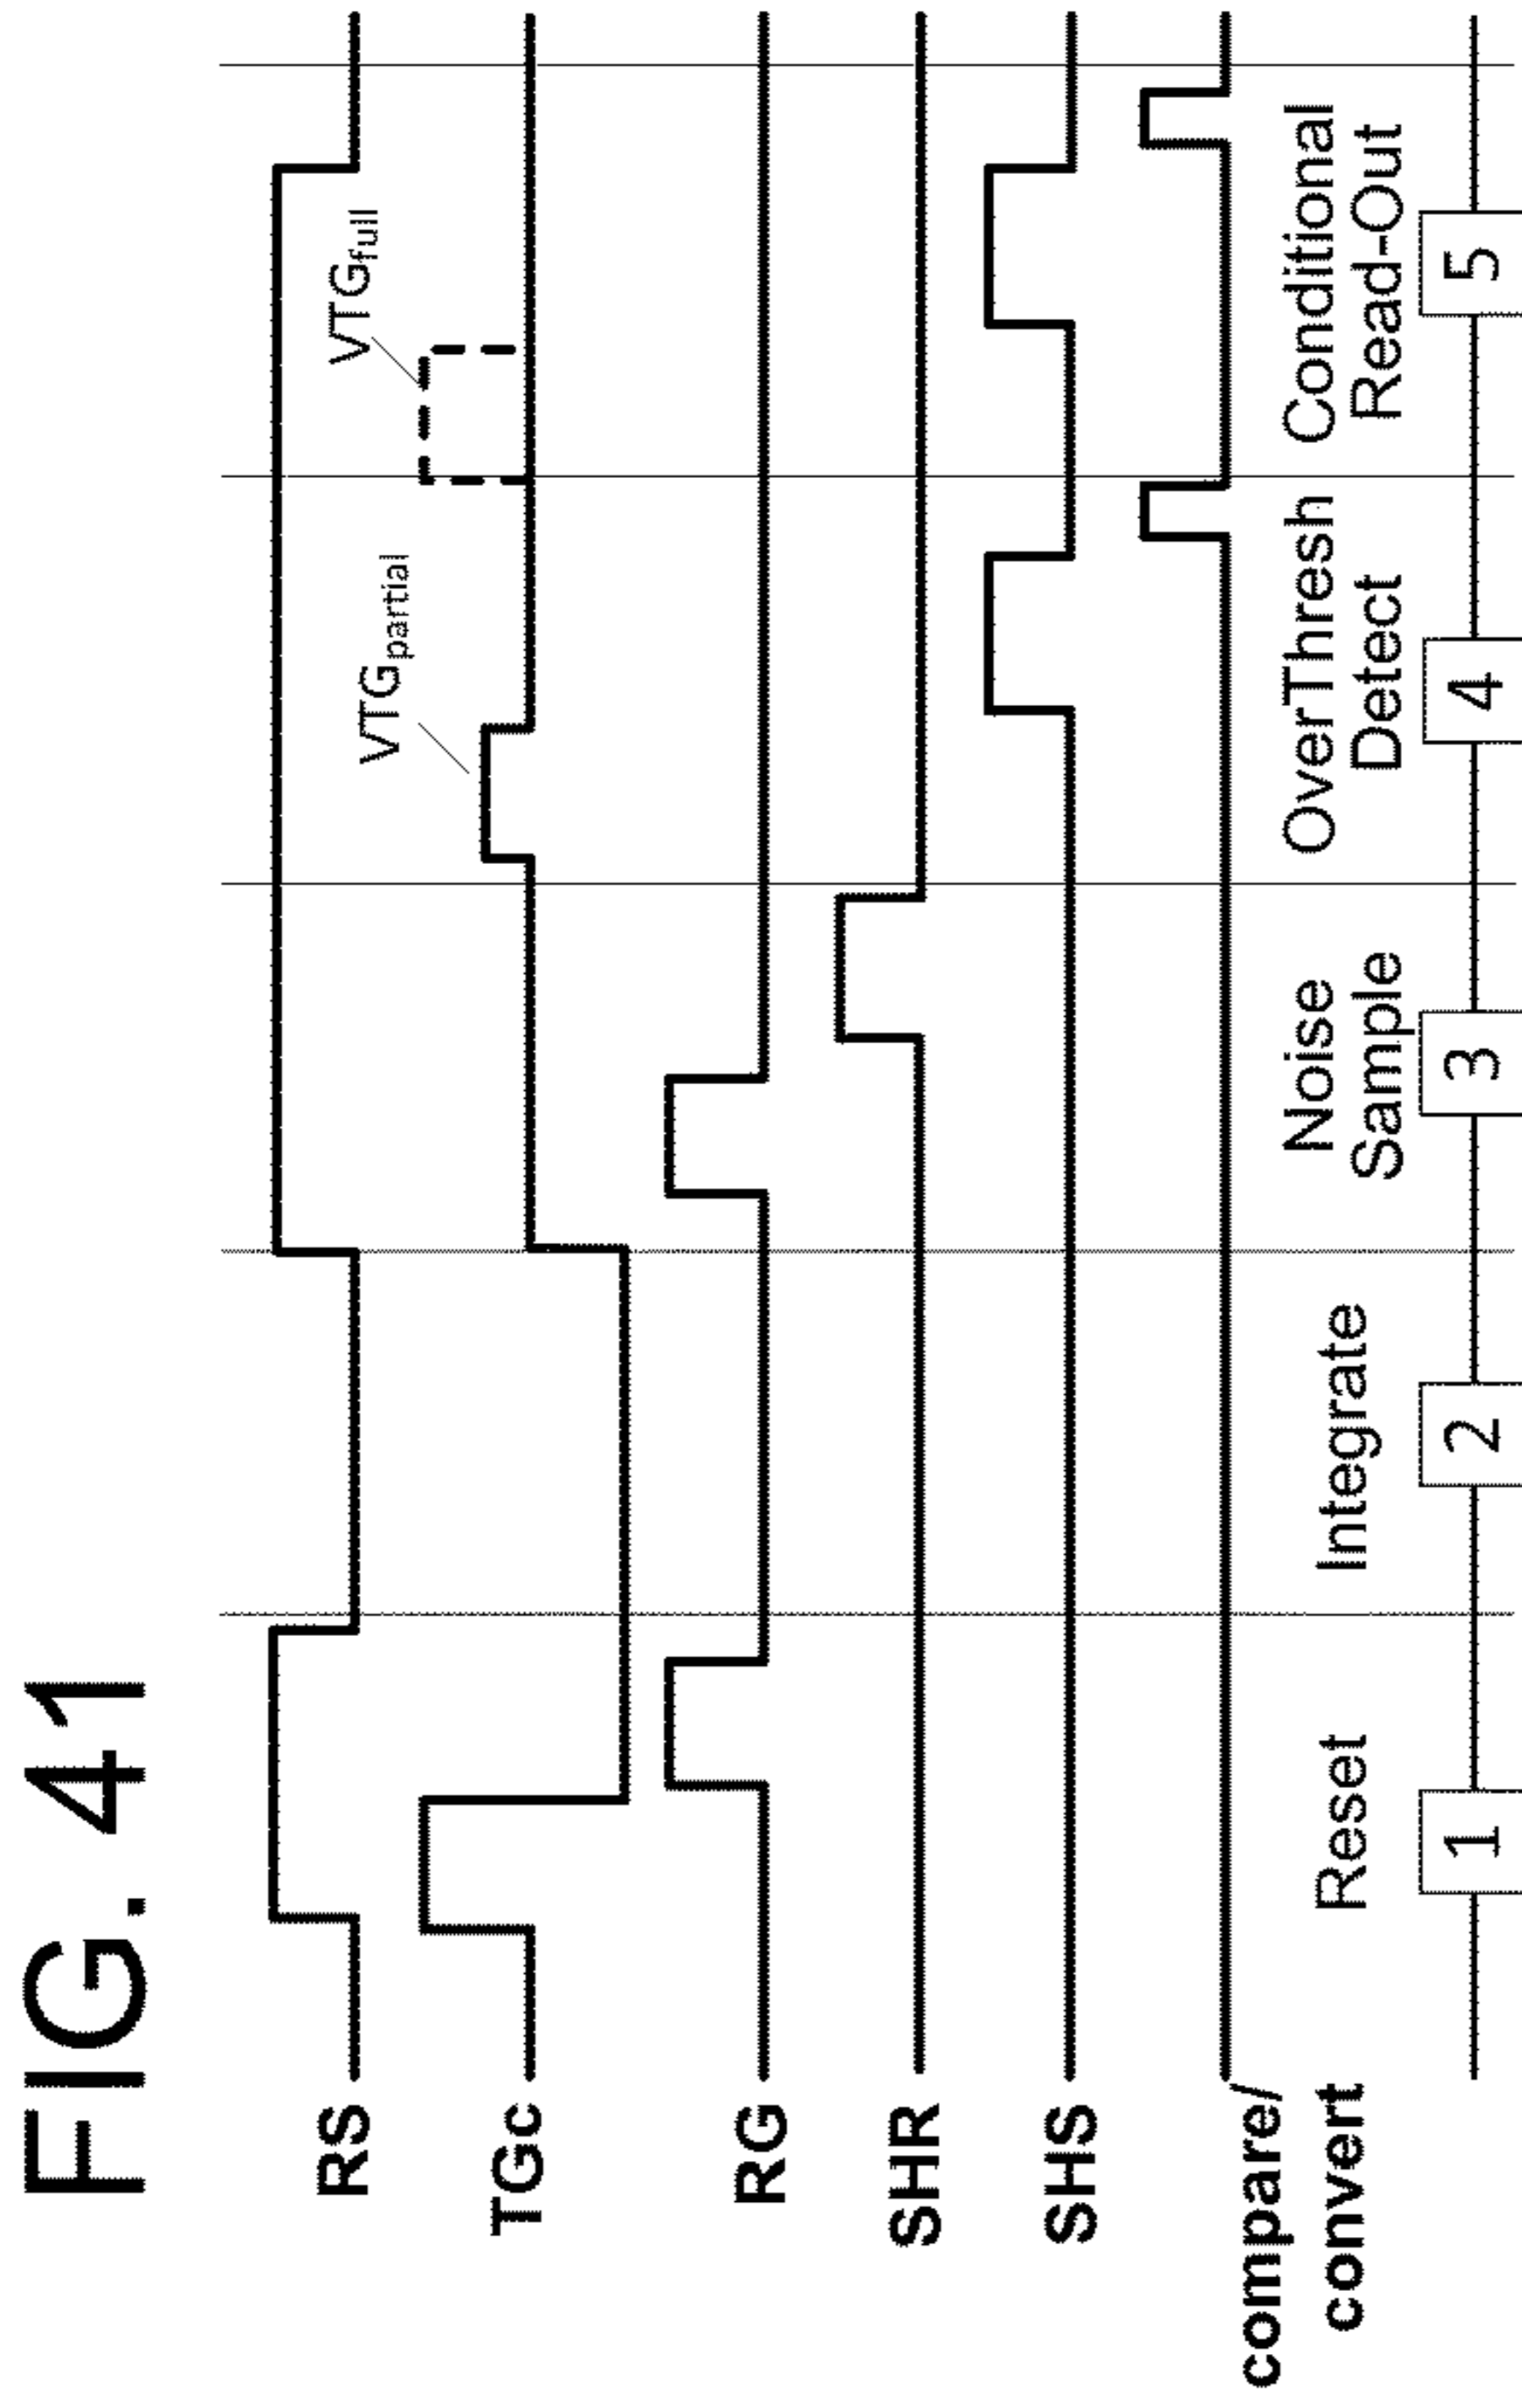 FIG. 41
RS
TGc
VTGpartial
VTGfull
RG
SHR
SHS
compare/
convert
Reset
Integrate
Noise
Sample
OverThresh
Detect
Conditional
Read-Out
1
2
3
4
5